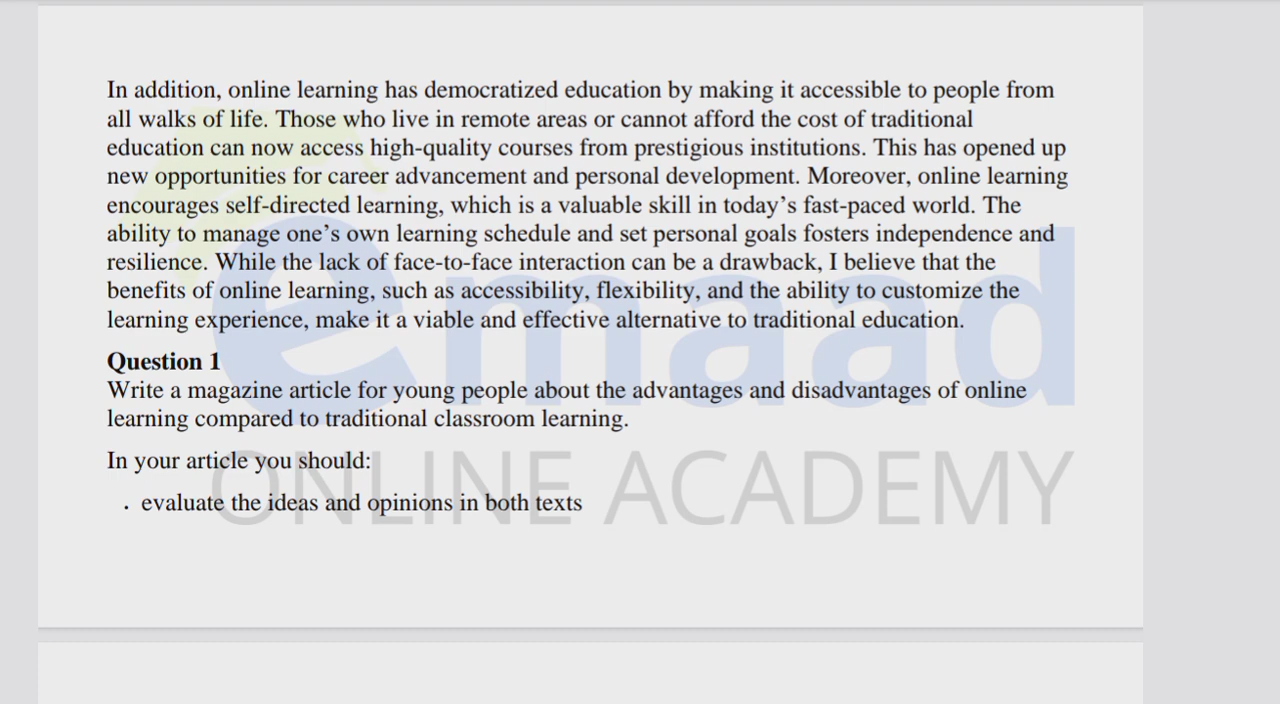 In addition, online learning has democratized education by making it accessible to people from
all walks of life. Those who live in remote areas or cannot afford the cost of traditional
education can now access high-quality courses from prestigious institutions. This has opened up
new opportunities for career advancement and personal development. Moreover, online learning
encourages self-directed learning, which is a valuable skill in today’s fast-paced world. The
ability to manage one’s own learning schedule and set personal goals fosters independence and
resilience. While the lack of face-to-face interaction can be a drawback, I believe that the
benefits of online learning, such as accessibility, flexibility, and the ability to customize the
learning experience, make it a viable and effective alternative to traditional education.
Question 1
Write a magazine article for young people about the advantages and disadvantages of online
learning compared to traditional classroom learning.
In your article you should:
. evaluate the ideas and opinions in both texts
emaad
ONLINE ACADEMY